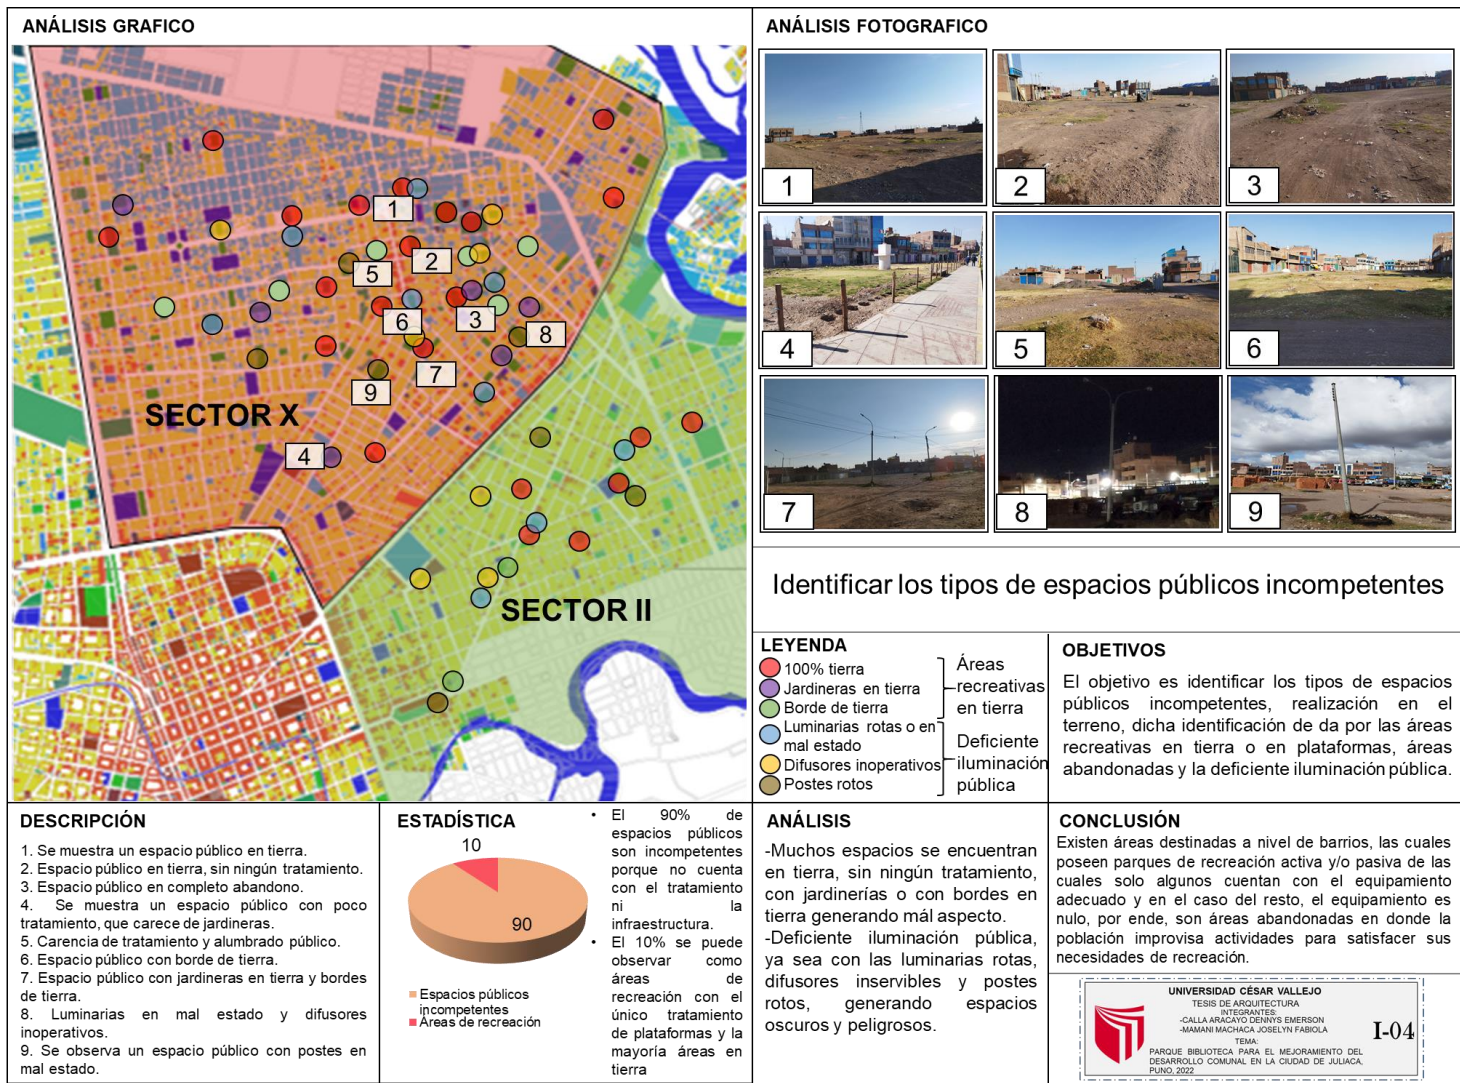 ANÁLISIS GRAFICO
1
2
3
4
5
6
7
8
9
SECTOR X
SECTOR II
ANÁLISIS FOTOGRAFICO
1
2
3
4
5
6
7
8
9
Identificar los tipos de espacios públicos incompetentes
LEYENDA
100% tierra
Jardineras en tierra
Borde de tierra
Áreas
recreativas
en tierra
Luminarias rotas o en
mal estado
Difusores inoperativos
Postes rotos
Deficiente
iluminación
pública
OBJETIVOS
El objetivo es identificar los tipos de espacios
públicos incompetentes, realización en el
terreno, dicha identificación de da por las áreas
recreativas en tierra o en plataformas, áreas
abandonadas y la deficiente iluminación pública.
DESCRIPCIÓN
1. Se muestra un espacio público en tierra.
2. Espacio público en tierra, sin ningún tratamiento.
3. Espacio público en completo abandono.
4. Se muestra un espacio público con poco
tratamiento, que carece de jardineras.
5. Carencia de tratamiento y alumbrado público.
6. Espacio público con borde de tierra.
7. Espacio público con jardineras en tierra y bordes
de tierra.
8. Luminarias en mal estado y difusores
inoperativos.
9. Se observa un espacio público con postes en
mal estado.
ESTADÍSTICA
10
90
Espacios públicos
incompetentes
Áreas de recreación
• El 90% de
espacios públicos
son incompetentes
porque no cuenta
con el tratamiento
ni la
infraestructura.
• El 10% se puede
observar como
áreas de
recreación con el
único tratamiento
de plataformas y la
mayoría áreas en
tierra
ANÁLISIS
-Muchos espacios se encuentran
en tierra, sin ningún tratamiento,
con jardinerías o con bordes en
tierra generando mál aspecto.
-Deficiente iluminación pública,
ya sea con las luminarias rotas,
difusores inservibles y postes
rotos, generando espacios
oscuros y peligrosos.
CONCLUSIÓN
Existen áreas destinadas a nivel de barrios, las cuales
poseen parques de recreación activa y/o pasiva de las
cuales solo algunos cuentan con el equipamiento
adecuado y en el caso del resto, el equipamiento es
nulo, por ende, son áreas abandonadas en donde la
población improvisa actividades para satisfacer sus
necesidades de recreación.
UNIVERSIDAD CÉSAR VALLEJO
TESIS DE ARQUITECTURA
INTEGRANTES:
-CALLA ARACAYO DENNYS EMERSON
-MAMANI MACHACA JOSELYN FABIOLA
TEMA:
PARQUE BIBLIOTECA PARA EL MEJORAMIENTO DEL
DESARROLLO COMUNAL EN LA CIUDAD DE JULIACA,
PUNO, 2022
I-04